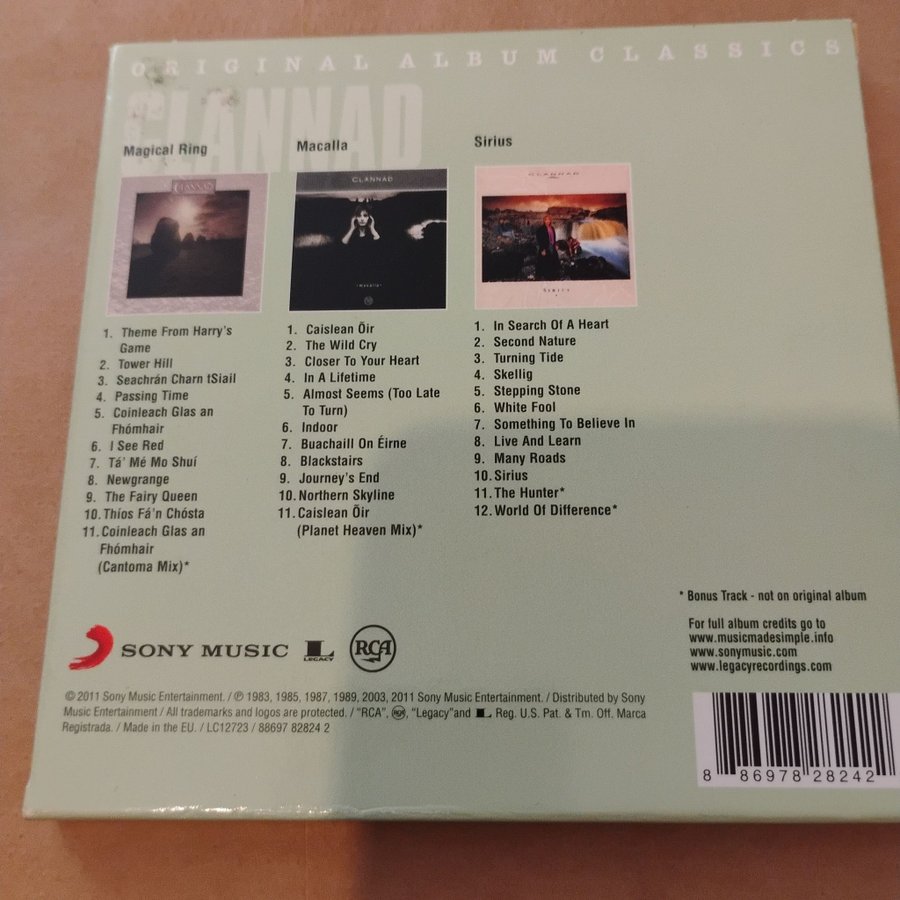 ORIGINAL ALBUM CLASSICS
CLANNAD
Magical Ring
CLANNAD
1. Theme From Harry's
Game
2. Tower Hill
3. Seachrán Charn tSiail
4. Passing Time
5. Coinleach Glas an
Fhómhair
6. I See Red
7. Tá' Mé Mo Shuí
8. Newgrange
9. The Fairy Queen
10. Thíos Fá'n Chósta
11. Coinleach Glas an
Fhómhair
(Cantoma Mix)*
Macalla
CLANNAD
"Macalla"
1. Caislean Õir
2. The Wild Cry
3. Closer To Your Heart
4. In A Lifetime
5. Almost Seems (Too Late
To Turn)
6. Indoor
7. Buachaill On Éirne
8. Blackstairs
9. Journey's End
10. Northern Skyline
11. Caislean Õir
(Planet Heaven Mix)*
Sirius
CLANNAD
SIRIUS
1. In Search Of A Heart
2. Second Nature
3. Turning Tide
4. Skellig
5. Stepping Stone
6. White Fool
7. Something To Believe In
8. Live And Learn
9. Many Roads
10. Sirius
11. The Hunter*
12. World Of Difference*
* Bonus Track - not on original album
For full album credits go to
www.musicmadesimple.info
www.sonymusic.com
www.legacyrecordings.com
SONY MUSIC
L
LEGACY
RCA
© 2011 Sony Music Entertainment. / ℗ 1983, 1985, 1987, 1989, 2003, 2011 Sony Music Entertainment. / Distributed by Sony
Music Entertainment / All trademarks and logos are protected. / "RCA", RCA, "Legacy"and L Reg. U.S. Pat. & Tm. Off. Marca
Registrada. / Made in the EU. / LC12723 / 88697 82824 2
8 86978 28242